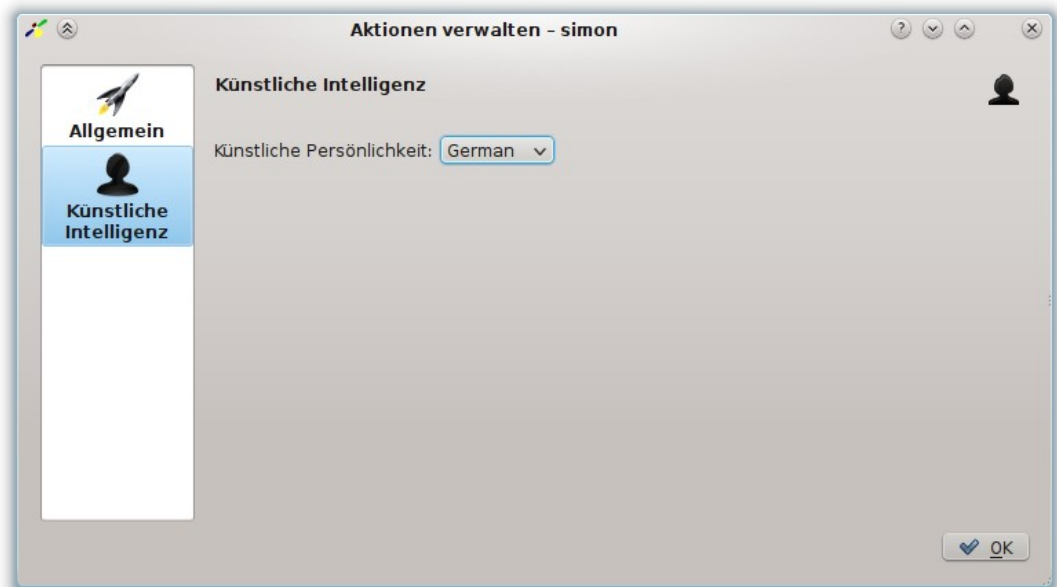 Aktionen verwalten – simon
Allgemein
Künstliche
Intelligenz
Künstliche Intelligenz
Künstliche Persönlichkeit: German
OK